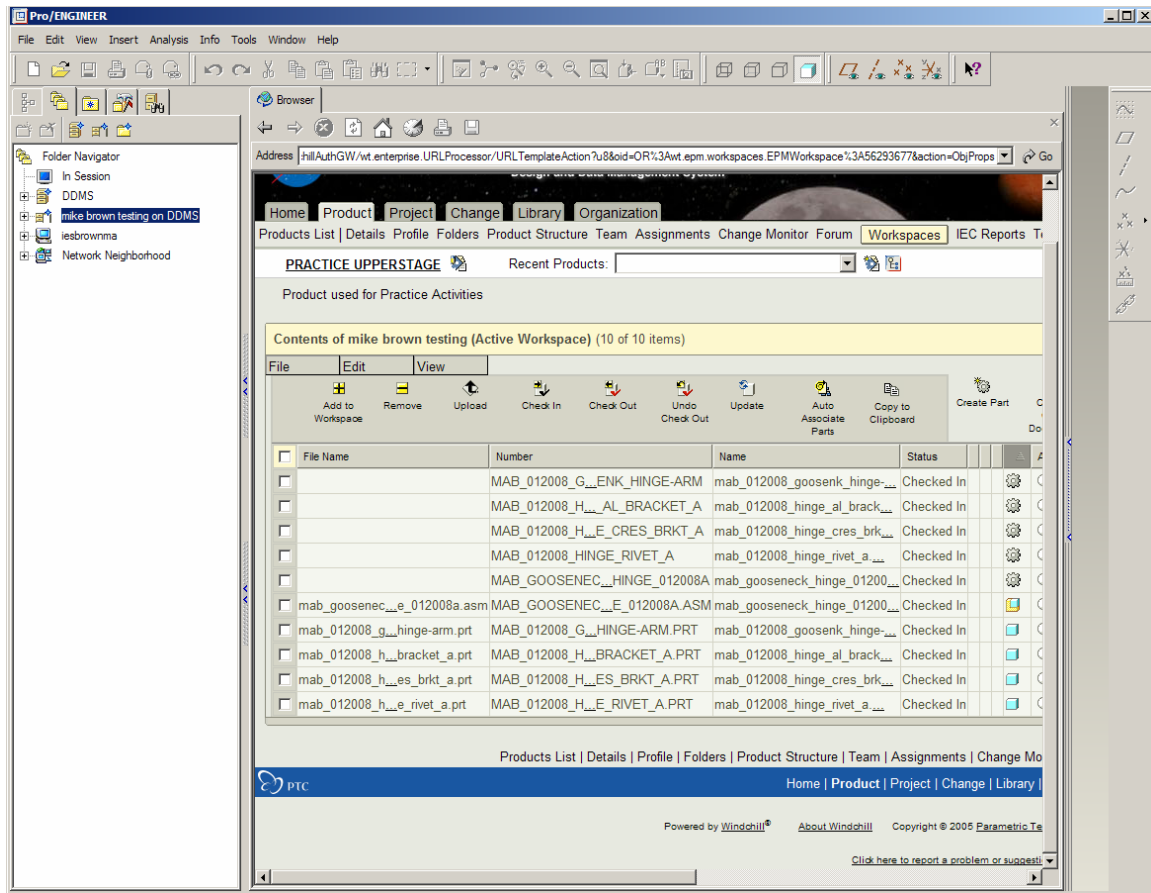 Pro/ENGINEER
File Edit View Insert Analysis Info Tools Window Help
Folder Navigator
In Session
DDMS
mike brown testing on DDMS
iesbrownma
Network Neighborhood
Browser
Address :hillAuthGW/wt.enterprise.URLProcessor/URLTemplateAction?u8&oid=OR%3Awt.epm.workspaces.EPMWorkspace%3A56293677&action=ObjProps Go
Design and Data Management System
Home Product Project Change Library Organization
Products List | Details Profile Folders Product Structure Team Assignments Change Monitor Forum Workspaces IEC Reports
PRACTICE UPPERSTAGE Recent Products:
Product used for Practice Activities
Contents of mike brown testing (Active Workspace) (10 of 10 items)
File Edit View
Add to Workspace
Remove
Upload
Check In
Check Out
Undo Check Out
Update
Auto Associate Parts
Copy to Clipboard
Create Part
File Name Number Name Status
MAB_012008_G...ENK_HINGE-ARM mab_012008_goosenk_hinge-... Checked In
MAB_012008_H..._AL_BRACKET_A mab_012008_hinge_al_brack... Checked In
MAB_012008_H...E_CRES_BRKT_A mab_012008_hinge_cres_brk... Checked In
MAB_012008_HINGE_RIVET_A mab_012008_hinge_rivet_a.... Checked In
MAB_GOOSENEC...HINGE_012008A mab_gooseneck_hinge_01200... Checked In
mab_goosenec...e_012008a.asm MAB_GOOSENEC...E_012008A.ASM mab_gooseneck_hinge_01200... Checked In
mab_012008_g...hinge-arm.prt MAB_012008_G...HINGE-ARM.PRT mab_012008_goosenk_hinge-... Checked In
mab_012008_h...bracket_a.prt MAB_012008_H...BRACKET_A.PRT mab_012008_hinge_al_brack... Checked In
mab_012008_h...es_brkt_a.prt MAB_012008_H...ES_BRKT_A.PRT mab_012008_hinge_cres_brk... Checked In
mab_012008_h...e_rivet_a.prt MAB_012008_H...E_RIVET_A.PRT mab_012008_hinge_rivet_a.... Checked In
Products List | Details | Profile | Folders | Product Structure | Team | Assignments | Change Mo
PTC Home | Product | Project | Change | Library |
Powered by Windchill® About Windchill Copyright © 2005 Parametric Te
Click here to report a problem or suggesti